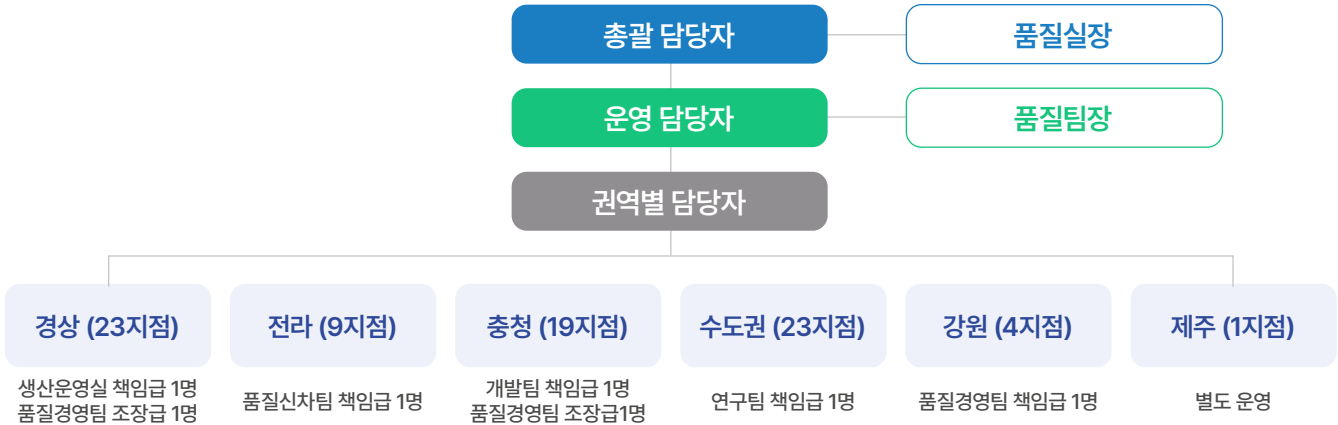 총괄 담당자
품질실장
운영 담당자
품질팀장
권역별 담당자
경상 (23지점)
전라 (9지점)
충청 (19지점)
수도권 (23지점)
강원 (4지점)
제주 (1지점)
생산운영실 책임급 1명
품질경영팀 조장급 1명
품질신차팀 책임급 1명
개발팀 책임급 1명
품질경영팀 조장급1명
연구팀 책임급 1명
품질경영팀 책임급 1명
별도 운영